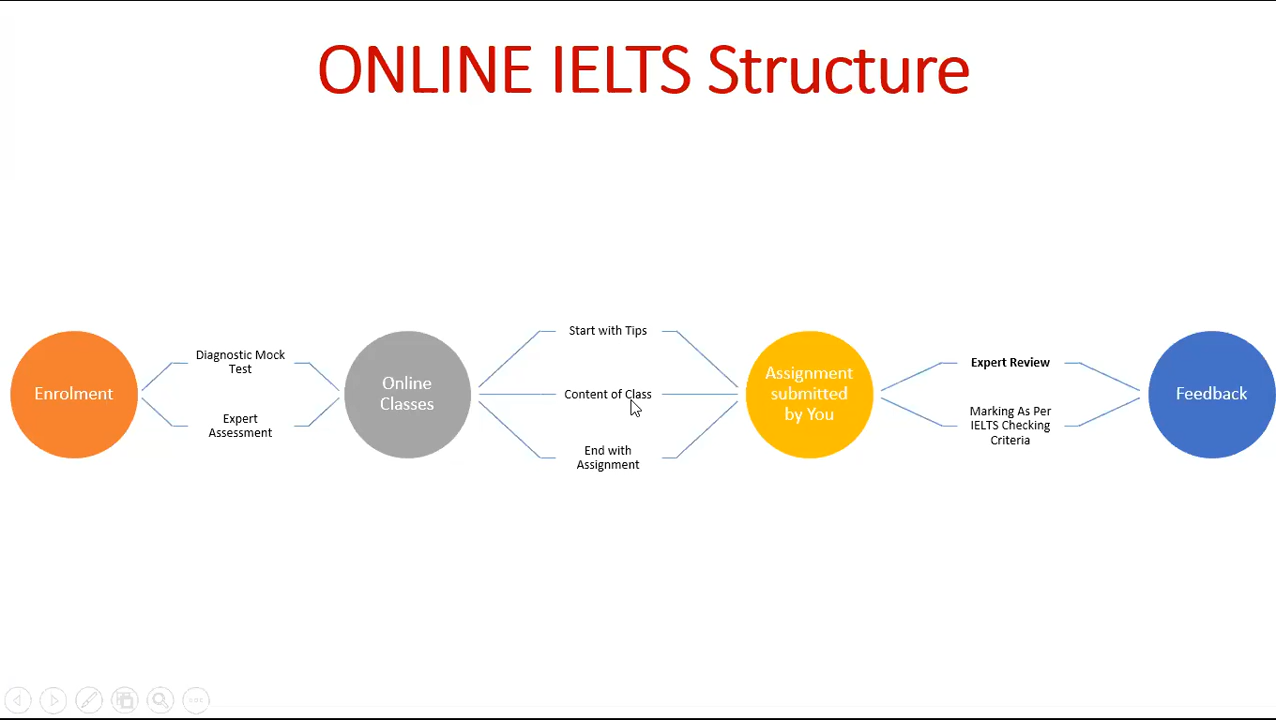 ONLINE IELTS Structure
Enrolment
Diagnostic Mock
Test
Expert
Assessment
Online
Classes
Start with Tips
Content of Class
End with
Assignment
Assignment
submitted
by You
Expert Review
Marking As Per
IELTS Checking
Criteria
Feedback